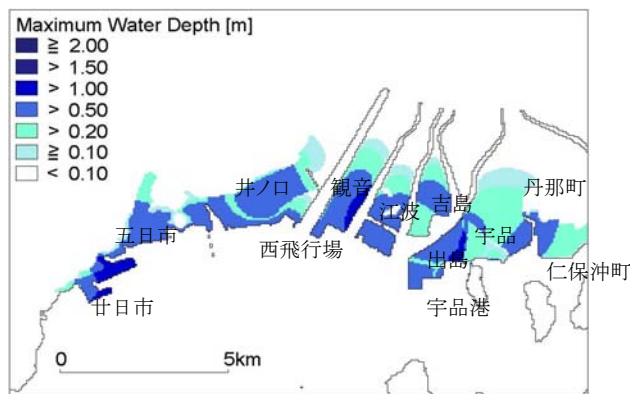 Maximum Water Depth [m]
≧ 2.00
> 1.50
> 1.00
> 0.50
> 0.20
≧ 0.10
< 0.10
井ノ口
観音
丹那町
江波
吉島
五日市
西飛行場
宇品
出島
仁保沖町
廿日市
宇品港
0 5km